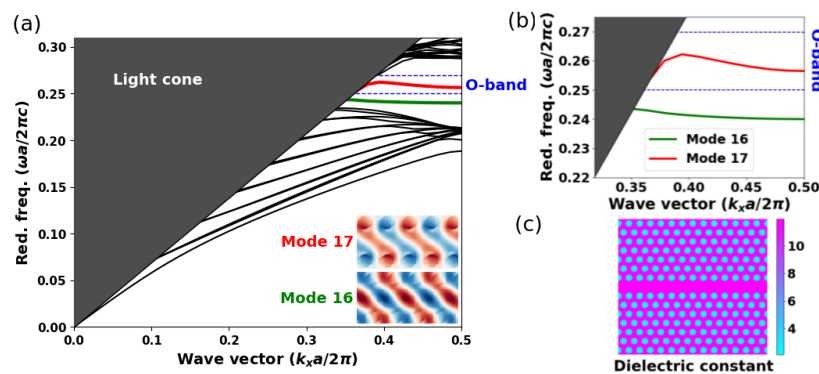 (a)
0.30
0.25
0.20
0.15
0.10
0.05
0.00
Red. freq. (ωa/2πc)
Light cone
O-band
Mode 17
Mode 16
0.0 0.1 0.2 0.3 0.4 0.5
Wave vector (kₓa/2π)
(b)
0.27
0.26
0.25
0.24
0.23
0.22
Red. freq. (ωa/2πc)
O-band
Mode 16
Mode 17
0.35 0.40 0.45 0.50
Wave vector (kₓa/2π)
(c)
10
8
6
4
Dielectric constant